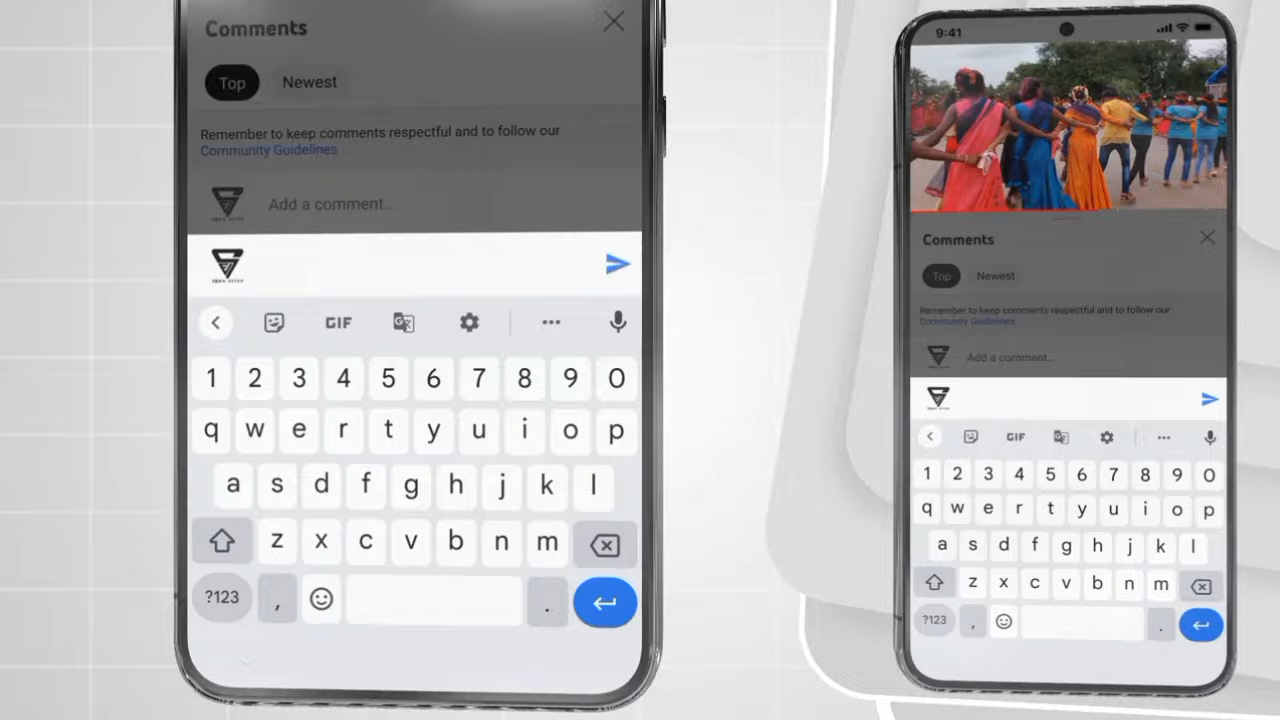 Comments
Top Newest
Remember to keep comments respectful and to follow our
Community Guidelines
Add a comment..
GIF
1 2 3 4 5 6 7 8 9 0
q w e r t y u i o p
a s d f g h j k l
z x c v b n m
?123 , .
9:41
Comments
Top Newest
Remember to keep comments respectful and to follow our
Community Guidelines
Add a comment..
GIF
1 2 3 4 5 6 7 8 9 0
q w e r t y u i o p
a s d f g h j k l
z x c v b n m
?123 , .